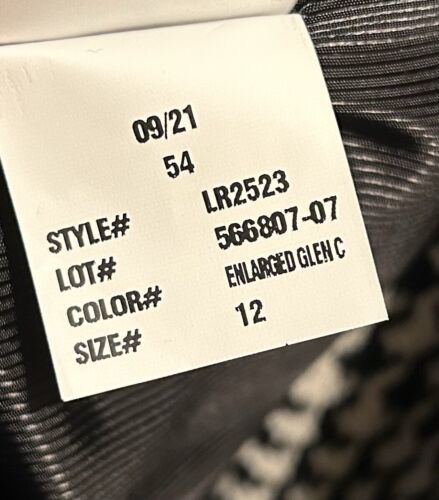 09/21
54
STYLE# LR2523
LOT# 566807-07
COLOR# ENLARGED GLEN C
SIZE# 12